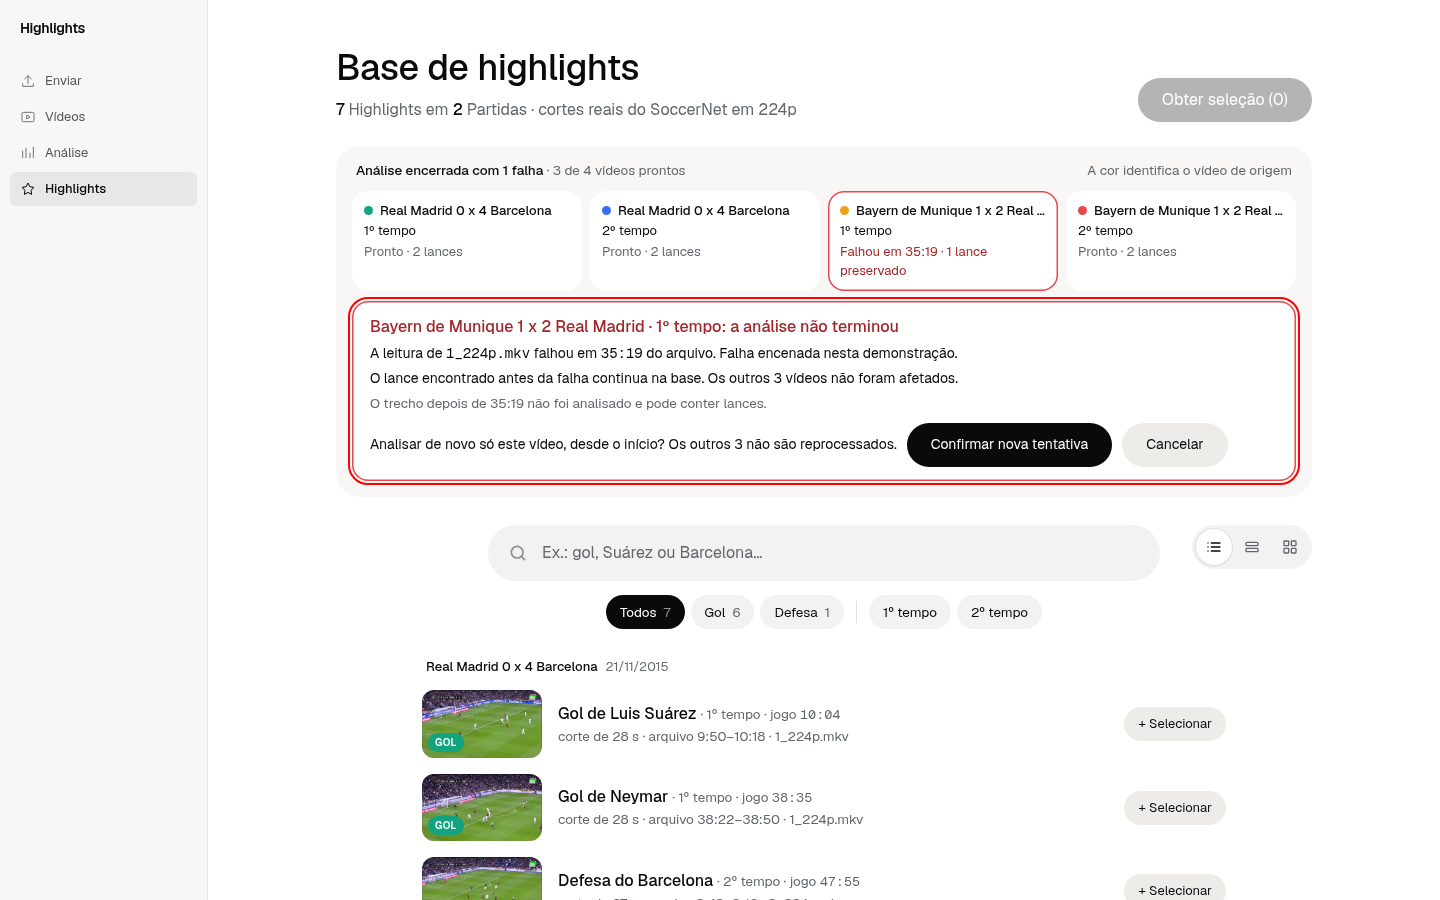 Highlights
Enviar
Vídeos
Análise
Highlights
Base de highlights
7 Highlights em 2 Partidas · cortes reais do SoccerNet em 224p
Obter seleção (0)
Análise encerrada com 1 falha · 3 de 4 vídeos prontos
A cor identifica o vídeo de origem
Real Madrid 0 x 4 Barcelona
1º tempo
Pronto · 2 lances
Real Madrid 0 x 4 Barcelona
2º tempo
Pronto · 2 lances
Bayern de Munique 1 x 2 Real ...
1º tempo
Falhou em 35:19 · 1 lance
preservado
Bayern de Munique 1 x 2 Real ...
2º tempo
Pronto · 2 lances
Bayern de Munique 1 x 2 Real Madrid · 1º tempo: a análise não terminou
A leitura de 1_224p.mkv falhou em 35:19 do arquivo. Falha encenada nesta demonstração.
O lance encontrado antes da falha continua na base. Os outros 3 vídeos não foram afetados.
O trecho depois de 35:19 não foi analisado e pode conter lances.
Analisar de novo só este vídeo, desde o início? Os outros 3 não são reprocessados.
Confirmar nova tentativa
Cancelar
Ex.: gol, Suárez ou Barcelona...
Todos 7
Gol 6
Defesa 1
1º tempo
2º tempo
Real Madrid 0 x 4 Barcelona 21/11/2015
GOL
Gol de Luis Suárez · 1º tempo · jogo 10:04
corte de 28 s · arquivo 9:50–10:18 · 1_224p.mkv
+ Selecionar
GOL
Gol de Neymar · 1º tempo · jogo 38:35
corte de 28 s · arquivo 38:22–38:50 · 1_224p.mkv
+ Selecionar
Defesa do Barcelona · 2º tempo · jogo 47:55
+ Selecionar